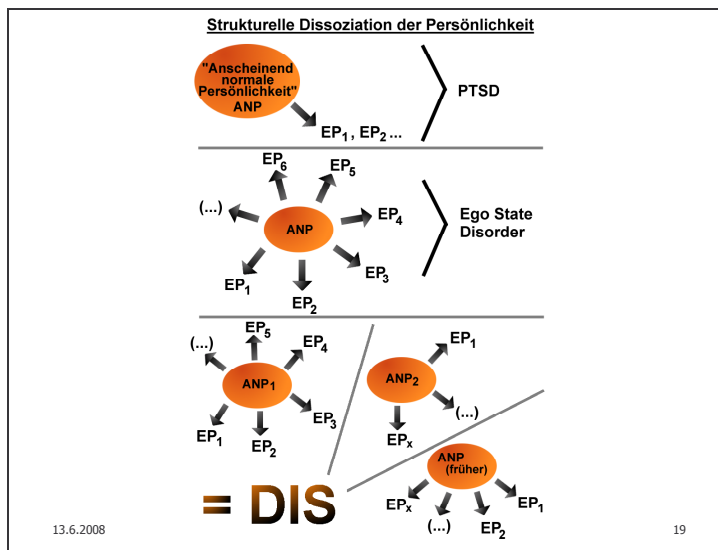 Strukturelle Dissoziation der Persönlichkeit
"Anscheinend
normale
Persönlichkeit"
ANP
EP1 , EP2 ...
PTSD
EP6
EP5
(...)
ANP
EP4
EP3
EP1
EP2
Ego State
Disorder
EP5
(...)
EP4
ANP1
EP3
EP1
EP2
EP1
ANP2
(...)
EPx
ANP
(früher)
EPx
EP1
(...)
EP2
= DIS
13.6.2008
19